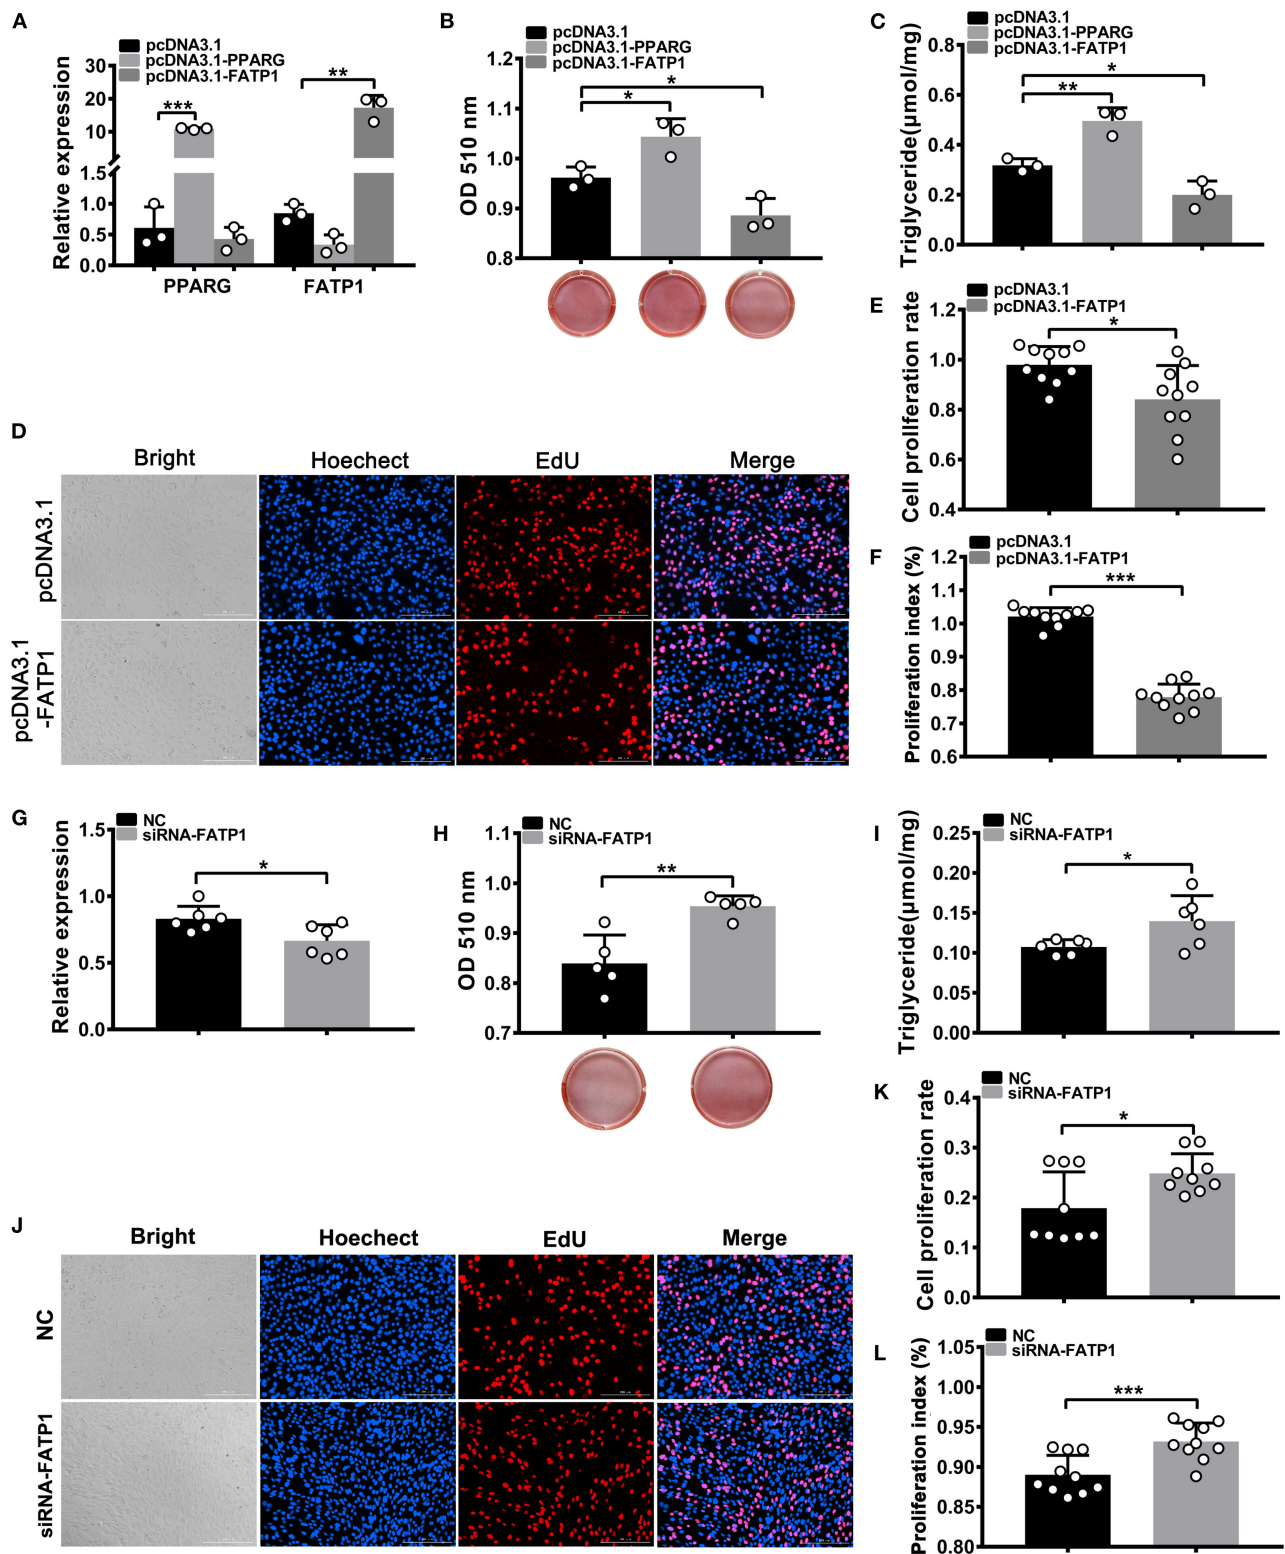 A
pcDNA3.1
pcDNA3.1-PPARG
pcDNA3.1-FATP1
Relative expression
30
20
10
1.5
1.0
0.5
0.0
***
**
PPARG
FATP1
B
pcDNA3.1
pcDNA3.1-PPARG
pcDNA3.1-FATP1
OD 510 nm
1.2
1.1
1.0
0.9
0.8
*
*
C
pcDNA3.1
pcDNA3.1-PPARG
pcDNA3.1-FATP1
Triglyceride(μmol/mg)
0.8
0.6
0.4
0.2
0.0
*
**
D
Bright
Hoechect
EdU
Merge
pcDNA3.1
pcDNA3.1
-FATP1
E
pcDNA3.1
pcDNA3.1-FATP1
Cell proliferation rate
1.2
1.0
0.8
0.6
0.4
*
F
pcDNA3.1
pcDNA3.1-FATP1
Proliferation index (%)
1.2
1.1
1.0
0.9
0.8
0.7
0.6
***
G
NC
siRNA-FATP1
Relative expression
1.5
1.0
0.5
0.0
*
H
NC
siRNA-FATP1
OD 510 nm
1.1
1.0
0.9
0.8
0.7
**
I
NC
siRNA-FATP1
Triglyceride(μmol/mg)
0.25
0.20
0.15
0.10
0.05
0.00
*
J
Bright
Hoechect
EdU
Merge
NC
siRNA-FATP1
K
NC
siRNA-FATP1
Cell proliferation rate
0.4
0.3
0.2
0.1
0.0
*
L
NC
siRNA-FATP1
Proliferation index (%)
1.05
1.00
0.95
0.90
0.85
0.80
***